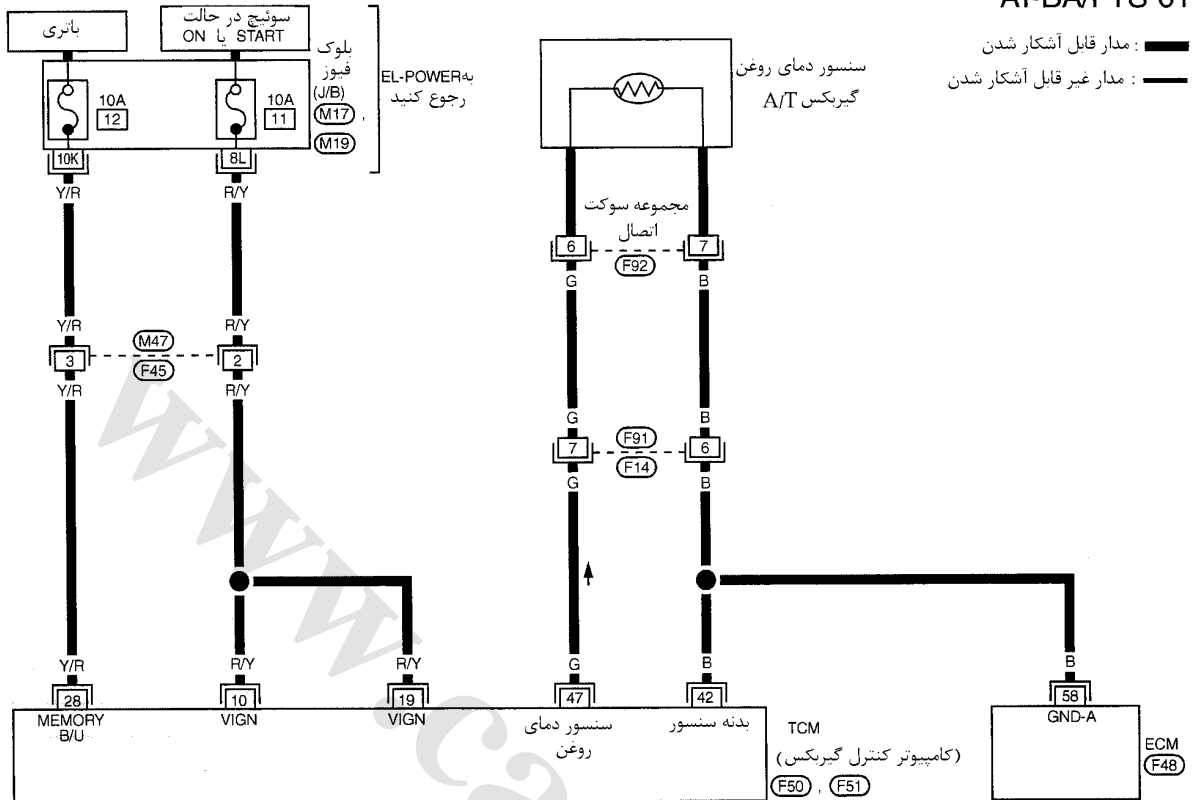 AT-BA/FTS-01
باتری
سوئیچ در حالت
ON یا START
بلوک
فیوز
(J/B)
M17 ,
M19
به EL-POWER
رجوع کنید
10A
12
10A
11
10K
8L
Y/R
R/Y
سنسور دمای روغن
گیربکس A/T
: مدار قابل آشکار شدن
: مدار غیر قابل آشکار شدن
مجموعه سوکت
اتصال
6
7
F92
G
B
Y/R
R/Y
3
M47
F45
2
Y/R
R/Y
G
B
7
F91
F14
6
G
B
Y/R
R/Y
R/Y
G
B
B
28
10
19
47
42
58
MEMORY
B/U
VIGN
VIGN
سنسور دمای
روغن
بدنه سنسور
TCM
(کامپیوتر کنترل گیربکس)
F50 , F51
GND-A
ECM
F48
www.ca